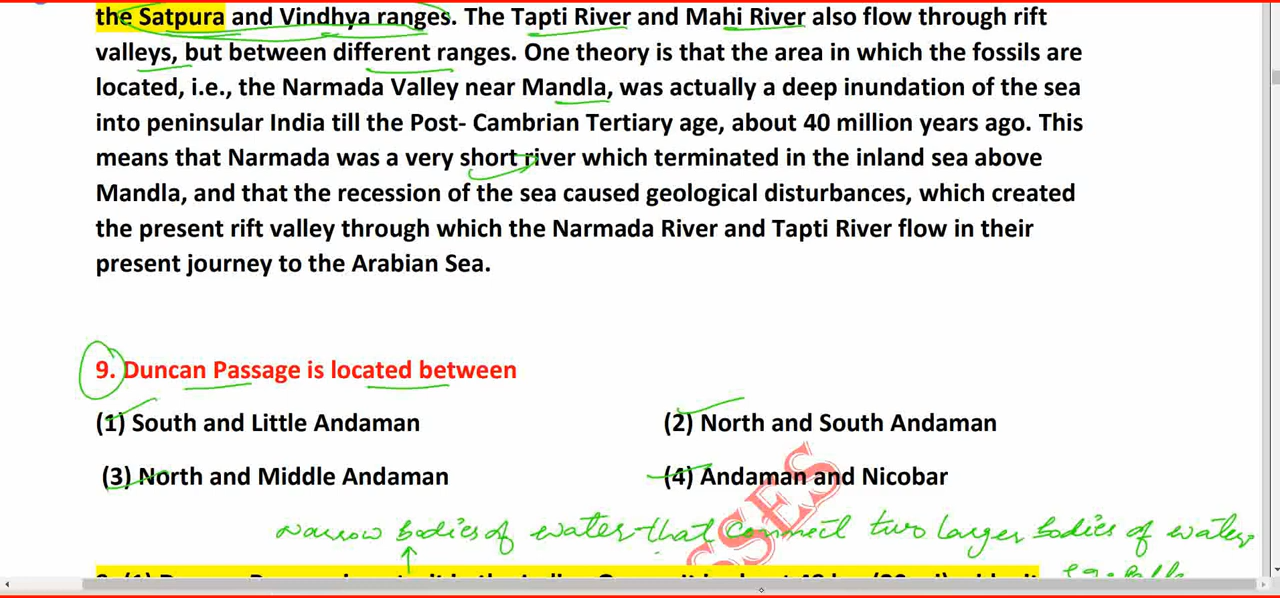 the Satpura and Vindhya ranges. The Tapti River and Mahi River also flow through rift
valleys, but between different ranges. One theory is that the area in which the fossils are
located, i.e., the Narmada Valley near Mandla, was actually a deep inundation of the sea
into peninsular India till the Post- Cambrian Tertiary age, about 40 million years ago. This
means that Narmada was a very short river which terminated in the inland sea above
Mandla, and that the recession of the sea caused geological disturbances, which created
the present rift valley through which the Narmada River and Tapti River flow in their
present journey to the Arabian Sea.
9. Duncan Passage is located between
(1) South and Little Andaman (2) North and South Andaman
(3) North and Middle Andaman (4) Andaman and Nicobar
narrow bodies of water that connect two larger bodies of water.